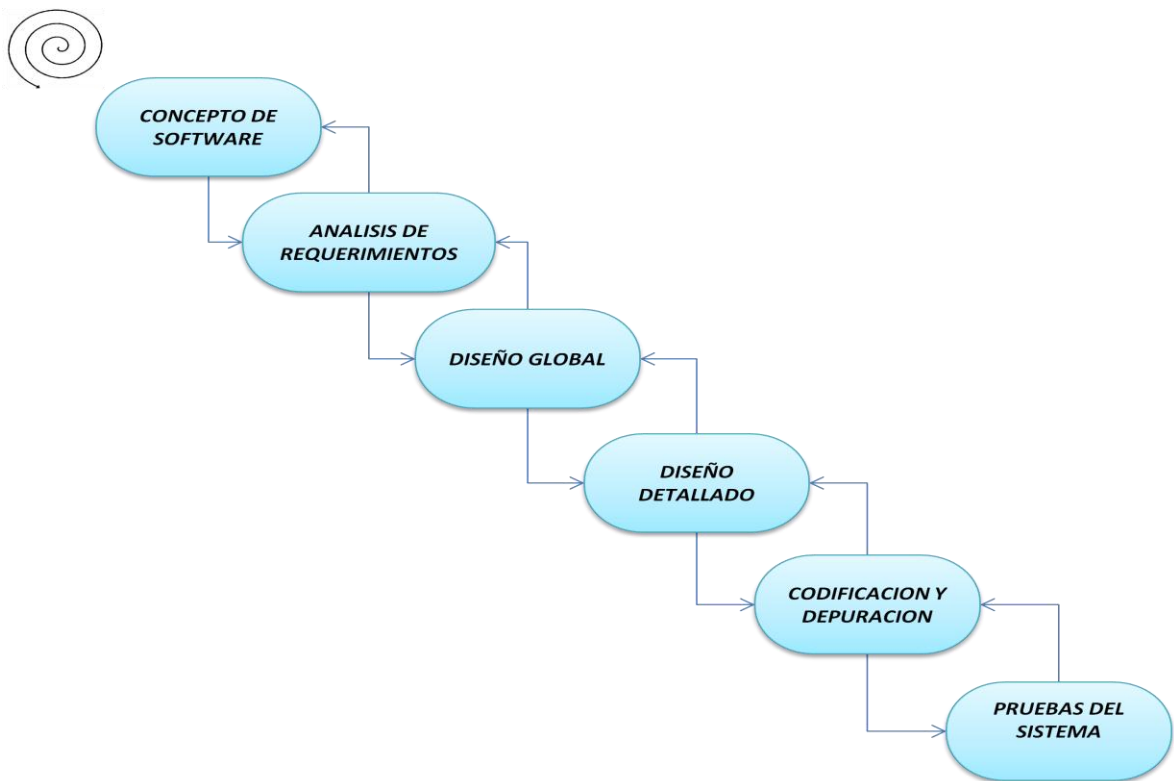 CONCEPTO DE
SOFTWARE
ANALISIS DE
REQUERIMIENTOS
DISEÑO GLOBAL
DISEÑO
DETALLADO
CODIFICACION Y
DEPURACION
PRUEBAS DEL
SISTEMA